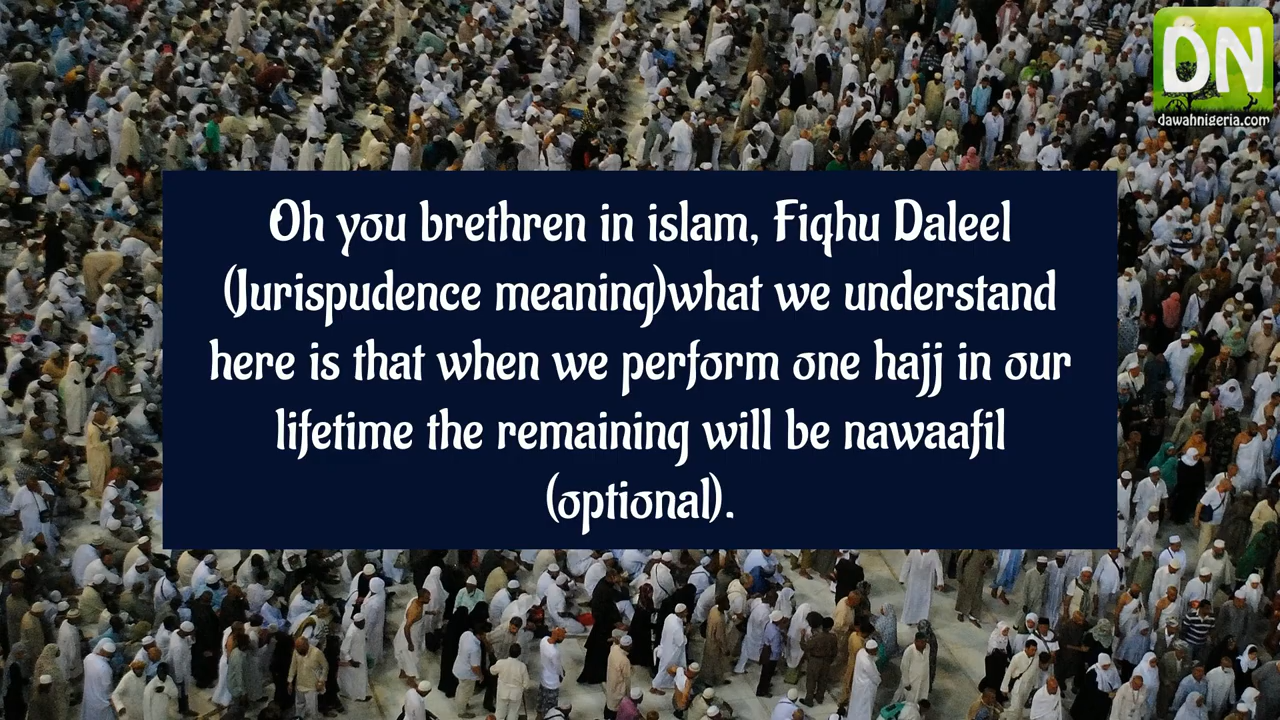 DN
dawahnigeria.com
Oh you brethren in islam, Fiqhu Daleel
(Jurispudence meaning)what we understand
here is that when we perform one hajj in our
lifetime the remaining will be nawaafil
(optional).